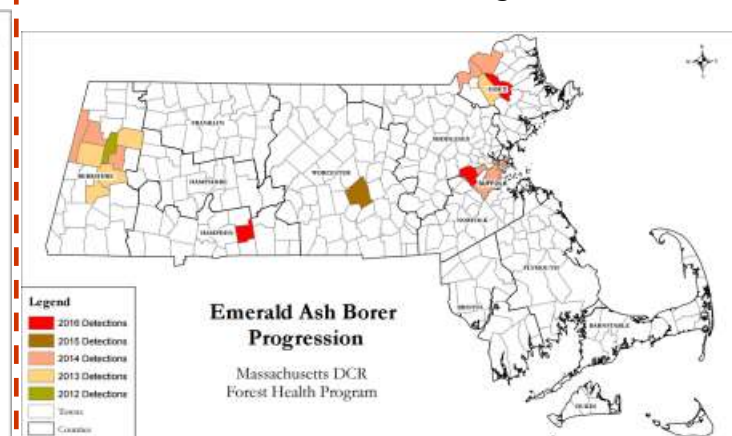 ESSEX
FRANKLIN
MIDDLESEX
BERKSHIRE
HAMPSHIRE
WORCESTER
SUFFOLK
HAMPDEN
NORFOLK
PLYMOUTH
BRISTOL
BARNSTABLE
DUKES
Legend
2016 Detections
2015 Detections
2014 Detections
2013 Detections
2012 Detections
Towns
Counties
Emerald Ash Borer
Progression
Massachusetts DCR
Forest Health Program